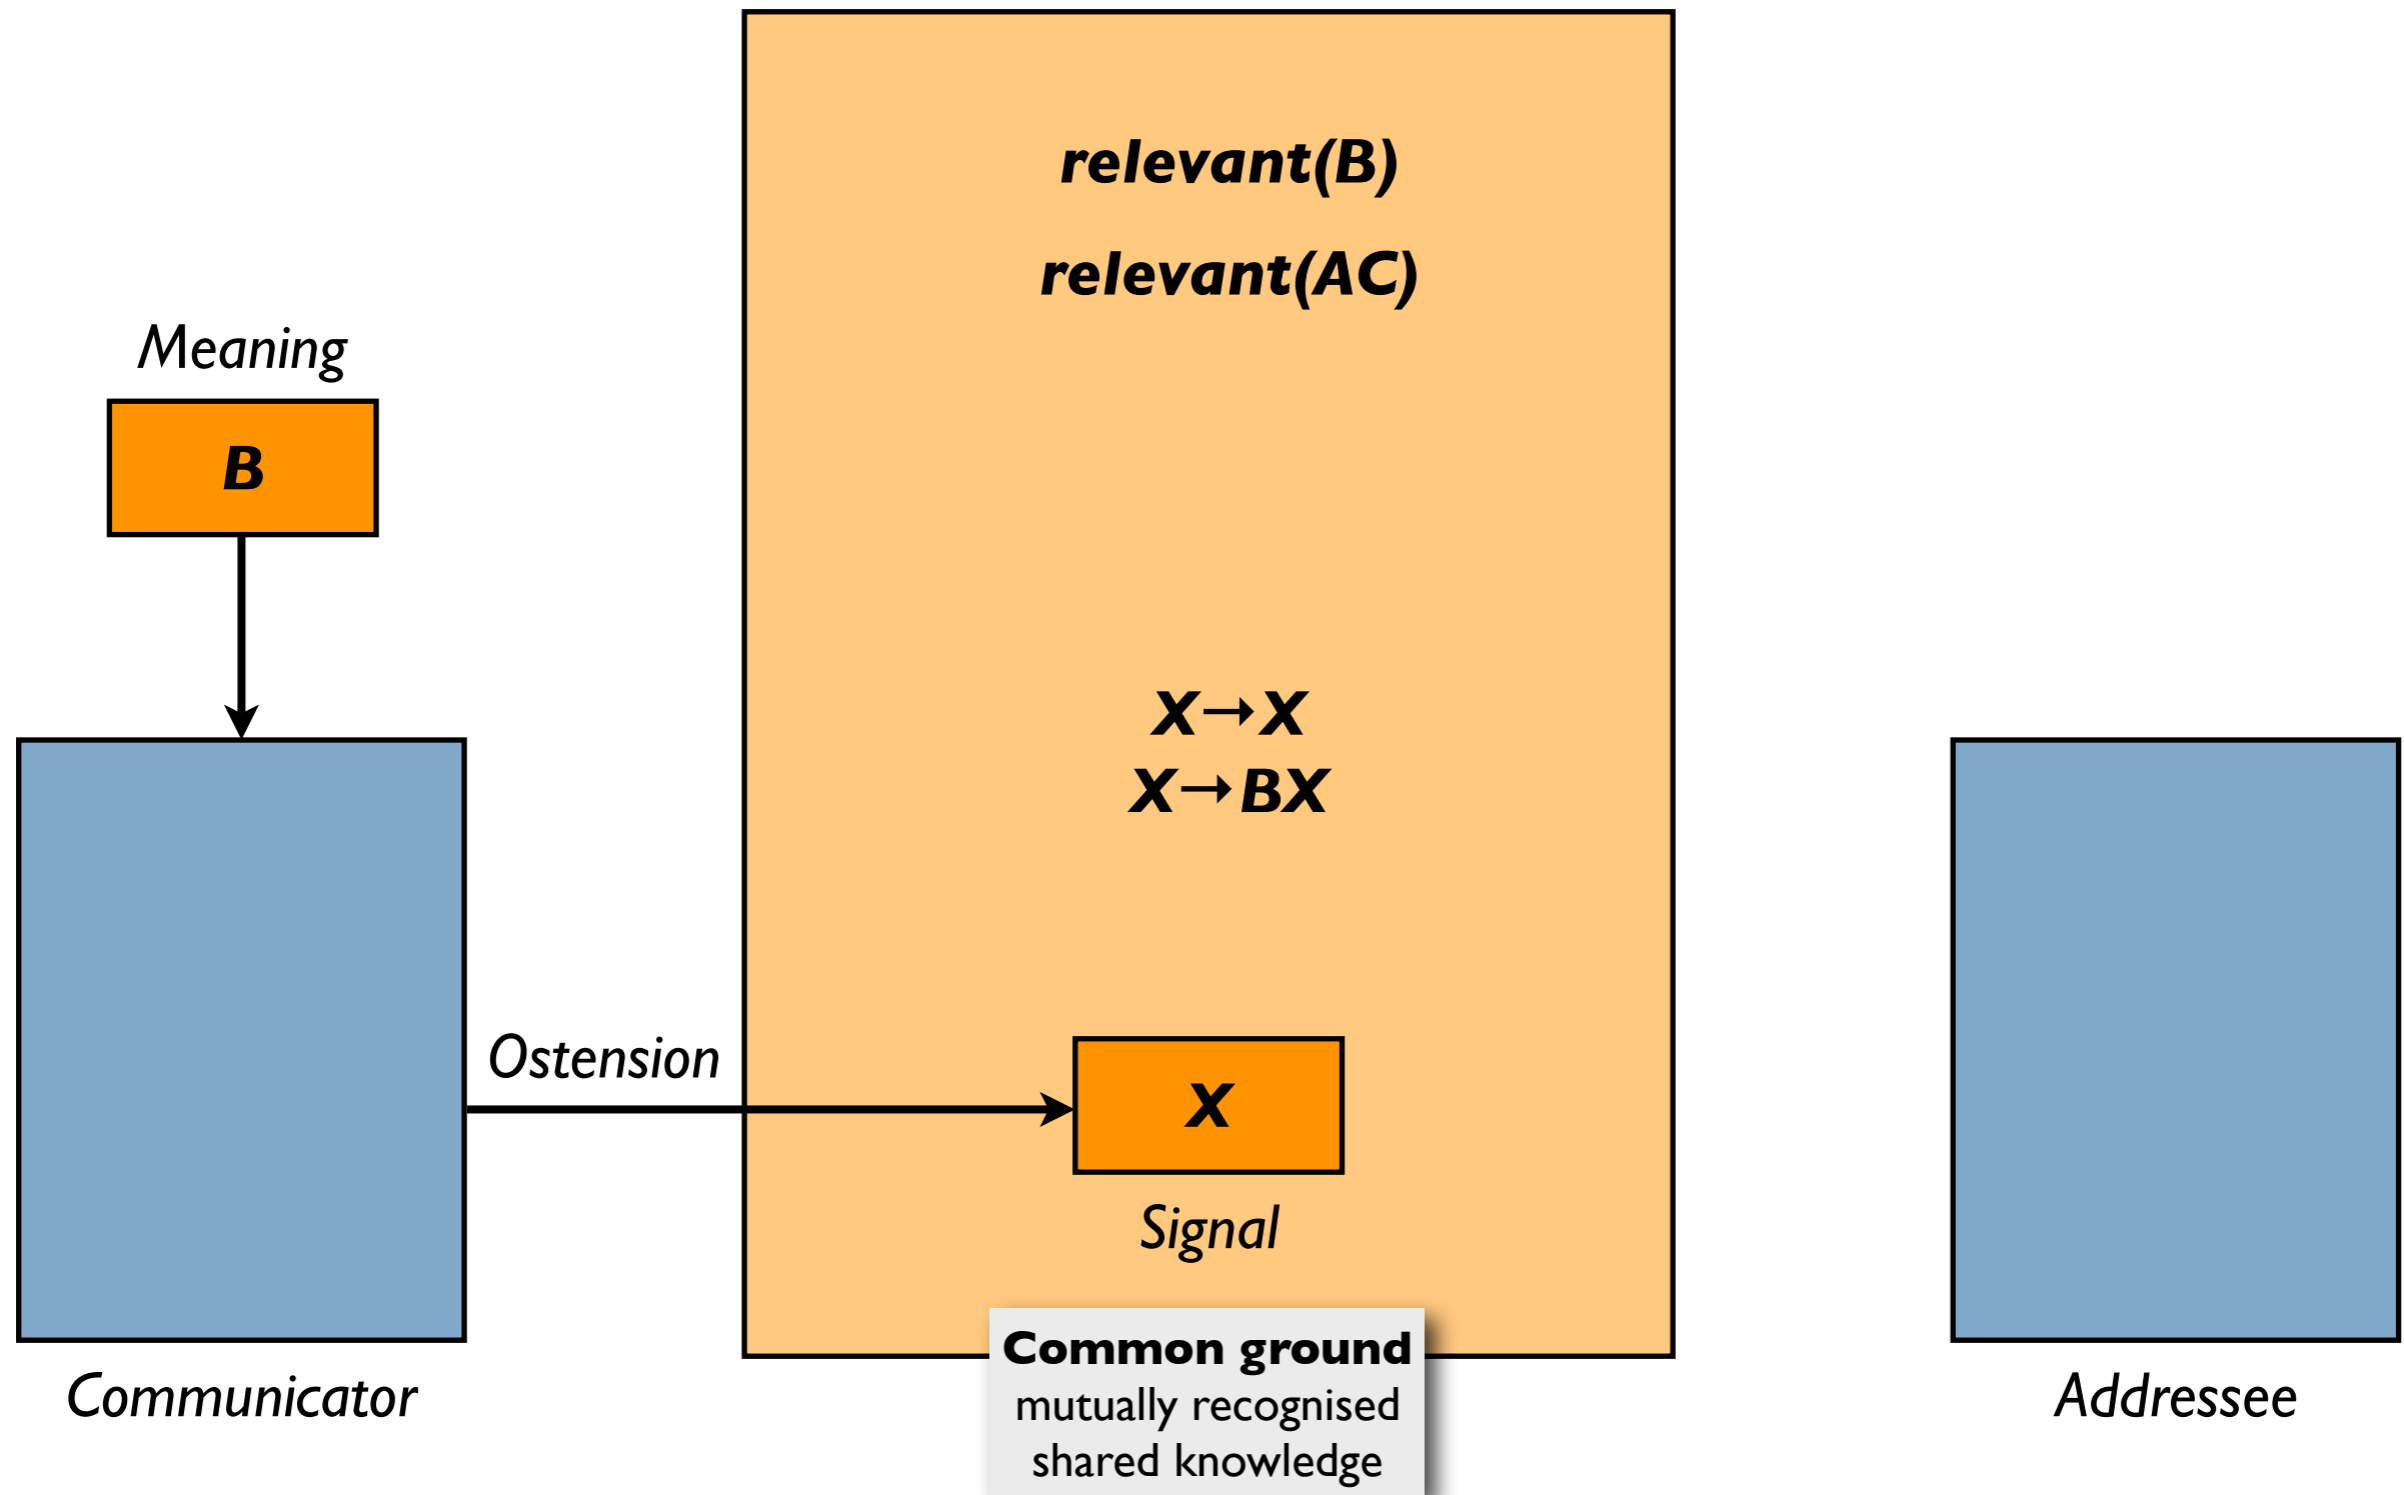 relevant(B)
relevant(AC)
Meaning
B
X→X
X→BX
Ostension
X
Signal
Common ground
mutually recognised
shared knowledge
Communicator
Addressee